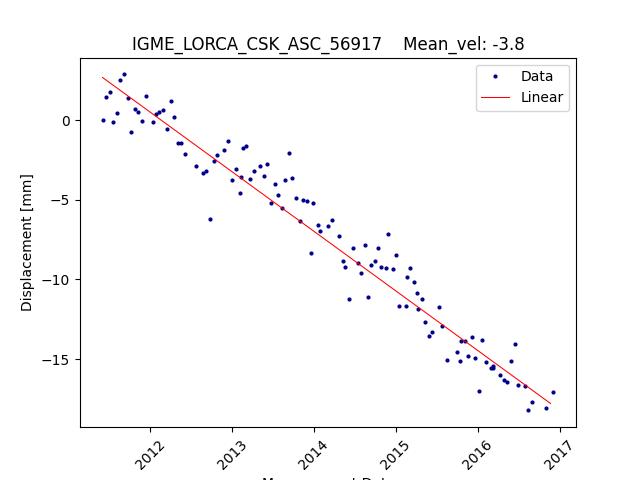 IGME_LORCA_CSK_ASC_56917    Mean_vel: -3.8
Data
Linear
Displacement [mm]
0
−5
−10
−15
2012
2013
2014
2015
2016
2017